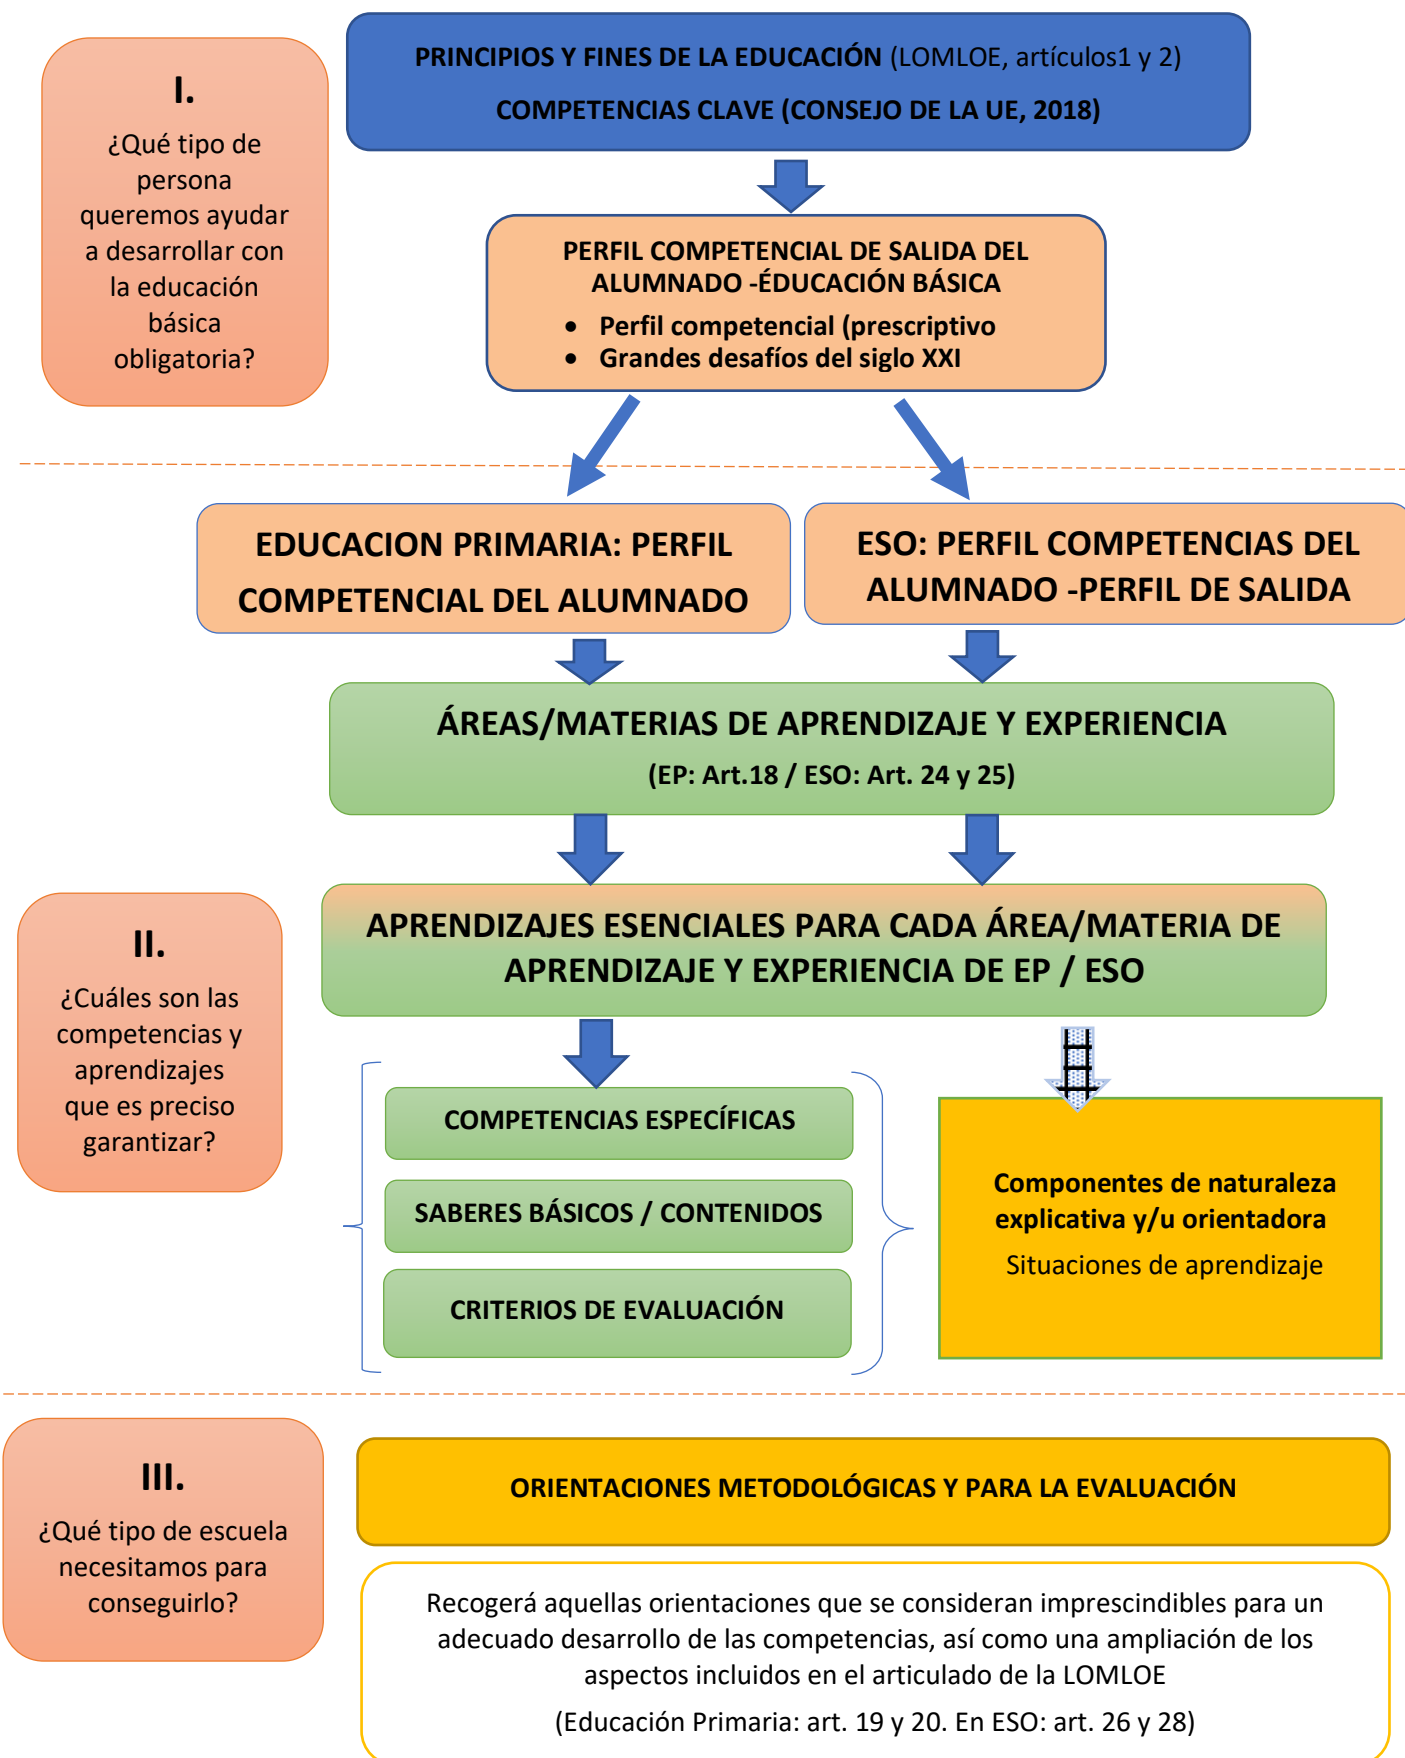 PRINCIPIOS Y FINES DE LA EDUCACIÓN (LOMLOE, artículos1 y 2)
COMPETENCIAS CLAVE (CONSEJO DE LA UE, 2018)
I.
¿Qué tipo de
persona
queremos ayudar
a desarrollar con
la educación
básica
obligatoria?
PERFIL COMPETENCIAL DE SALIDA DEL
ALUMNADO -ÉDUCACIÓN BÁSICA
• Perfil competencial (prescriptivo
• Grandes desafíos del siglo XXI
EDUCACION PRIMARIA: PERFIL
COMPETENCIAL DEL ALUMNADO
ESO: PERFIL COMPETENCIAS DEL
ALUMNADO -PERFIL DE SALIDA
ÁREAS/MATERIAS DE APRENDIZAJE Y EXPERIENCIA
(EP: Art.18 / ESO: Art. 24 y 25)
II.
¿Cuáles son las
competencias y
aprendizajes
que es preciso
garantizar?
APRENDIZAJES ESENCIALES PARA CADA ÁREA/MATERIA DE
APRENDIZAJE Y EXPERIENCIA DE EP / ESO
COMPETENCIAS ESPECÍFICAS
SABERES BÁSICOS / CONTENIDOS
CRITERIOS DE EVALUACIÓN
Componentes de naturaleza
explicativa y/u orientadora
Situaciones de aprendizaje
III.
¿Qué tipo de escuela
necesitamos para
conseguirlo?
ORIENTACIONES METODOLÓGICAS Y PARA LA EVALUACIÓN
Recogerá aquellas orientaciones que se consideran imprescindibles para un
adecuado desarrollo de las competencias, así como una ampliación de los
aspectos incluidos en el articulado de la LOMLOE
(Educación Primaria: art. 19 y 20. En ESO: art. 26 y 28)